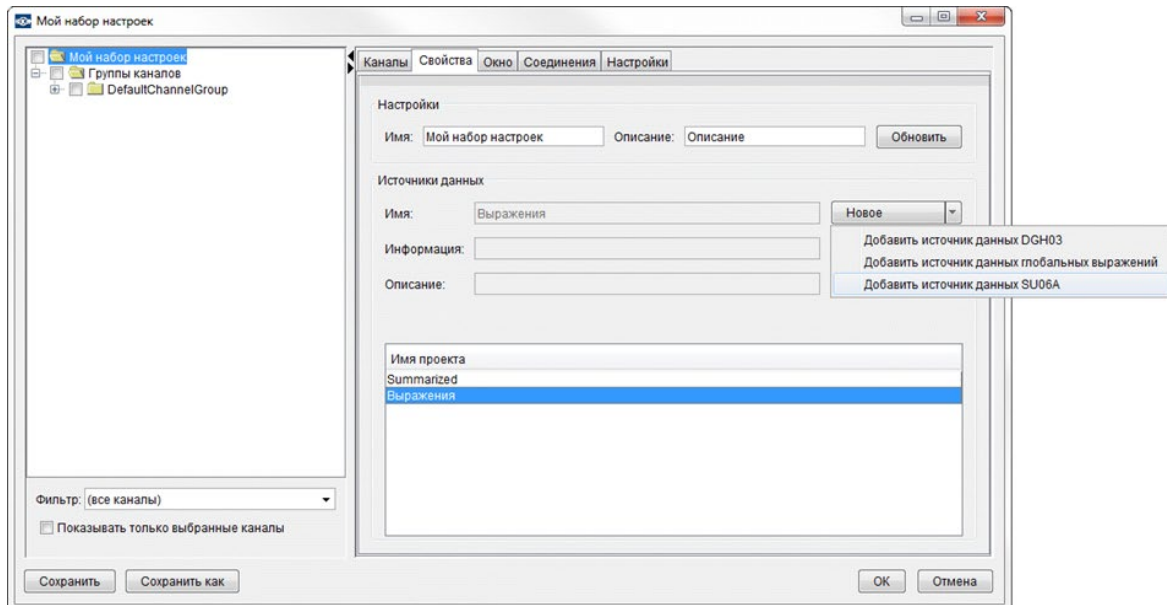 Мой набор настроек
Мой набор настроек
Группы каналов
DefaultChannelGroup
Фильтр: (все каналы)
Показывать только выбранные каналы
Каналы Свойства Окно Соединения Настройки
Настройки
Имя: Мой набор настроек Описание: Описание Обновить
Источники данных
Имя: Выражения Новое
Информация:
Описание:
Добавить источник данных DGH03
Добавить источник данных глобальных выражений
Добавить источник данных SU06A
Имя проекта
Summarized
Выражения
Сохранить Сохранить как OK Отмена